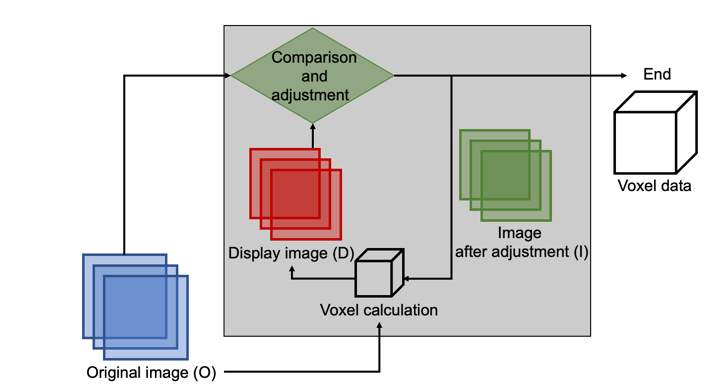 Comparison
and
adjustment
End
Voxel data
Display image (D)
Image
after adjustment (I)
Voxel calculation
Original image (O)